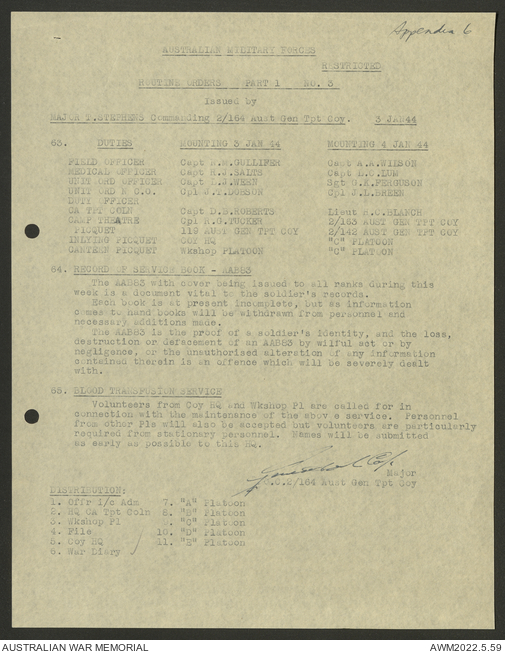 Appendix 6
AUSTRALIAN MILITARY FORCES
RESTRICTED
ROUTINE ORDERS PART 1 NO. 3
Issued by
MAJOR T.STEPHENS Commanding 2/164 Aust Gen Tpt Coy. 3 JAN44
63. DUTIES MOUNTING 3 JAN 44 MOUNTING 4 JAN 44
FIELD OFFICER Capt R.M.GULLIFER Capt A.A.WILSON
MEDICAL OFFICER Capt H.J.SALTS Capt L.O.LUM
UNIT ORD OFFICER Capt L.J.WERN Sgt D.E.FERGUSON
UNIT ORD N C.O. Cpl J.T.DOBSON Cpl J.L.BREEN
DUTY OFFICER
CA TPT COLN Capt D.B.ROBERTS Lieut R.C.BLANCH
CAMP THEATRE Cpl R.G.TUCKER 2/163 AUST GEN TPT COY
PICQUET 119 AUST GEN TPT COY 2/142 AUST GEN TPT COY
INLYING PICQUET COY HQ "C" PLATOON
CANTEEN PICQUET Wkshop PLATOON "C" PLATOON
64. RECORD OF SERVICE BOOK - AAB83
The AAB83 with cover being issued to all ranks during this
week is a document vital to the soldier's records.
Each book is at present incomplete, but as information
comes to hand books will be withdrawn from personnel and
necessary additions made.
The AAB83 is the proof of a soldier's identity, and the loss,
destruction or defacement of an AAB83 by wilful act or by
negligence, or the unauthorised alteration of any information
contained therein is an offence which will be severely dealt
with.
65. BLOOD TRANSFUSION SERVICE
Volunteers from Coy HQ and Wkshop Pl are called for in
connection with the maintenance of the abov e service. Personnel
from other Pls will also be accepted but volunteers are particularly
required from stationary personnel. Names will be submitted
as early as possible to this HQ.
Major
O.C.2/164 Aust Gen Tpt Coy
DISTRIBUTION:
1. Offr i/c Adm 7. "A" Platoon
2. HQ CA Tpt Coln 8. "B" Platoon
3. Wkshop Pl 9. "C" Platoon
4. File 10. "D" Platoon
5. Coy HQ 11. "E" Platoon
6. War Diary
AUSTRALIAN WAR MEMORIAL AWM2022.5.59